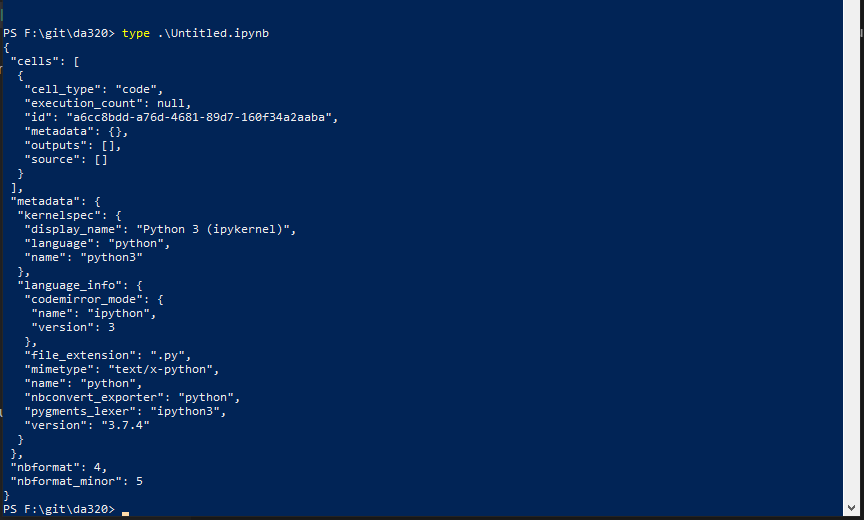 PS F:\git\da320> type .\Untitled.ipynb
{
 "cells": [
  {
   "cell_type": "code",
   "execution_count": null,
   "id": "a6cc8bdd-a76d-4681-89d7-160f34a2aaba",
   "metadata": {},
   "outputs": [],
   "source": []
  }
 ],
 "metadata": {
  "kernelspec": {
   "display_name": "Python 3 (ipykernel)",
   "language": "python",
   "name": "python3"
  },
  "language_info": {
   "codemirror_mode": {
    "name": "ipython",
    "version": 3
   },
   "file_extension": ".py",
   "mimetype": "text/x-python",
   "name": "python",
   "nbconvert_exporter": "python",
   "pygments_lexer": "ipython3",
   "version": "3.7.4"
  }
 },
 "nbformat": 4,
 "nbformat_minor": 5
}
PS F:\git\da320>